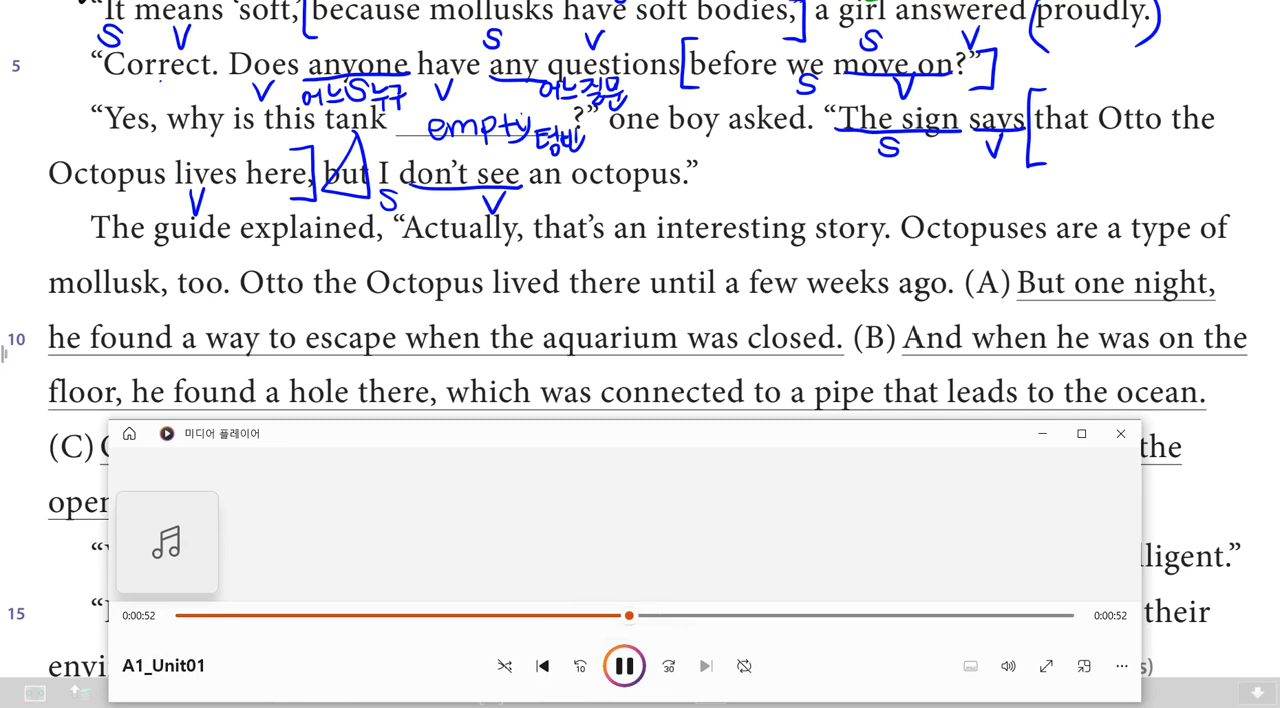 "It means 'soft,' [because mollusks have soft bodies,] a girl answered (proudly.)
S V S V S V
5 "Correct. Does anyone have any questions [before we move on?"]
V 어느 S 누구 V 어느 질문 S V
"Yes, why is this tank empty ?" one boy asked. "The sign says [that Otto the
텅빈 S V
Octopus lives here,] but I don't see an octopus."
V S V
The guide explained, "Actually, that's an interesting story. Octopuses are a type of
mollusk, too. Otto the Octopus lived there until a few weeks ago. (A) But one night,
10 he found a way to escape when the aquarium was closed. (B) And when he was on the
floor, he found a hole there, which was connected to a pipe that leads to the ocean.
미디어 플레이어
(C) the
lligent."
0:00:52 0:00:52
15 their
A1_Unit01
10 30